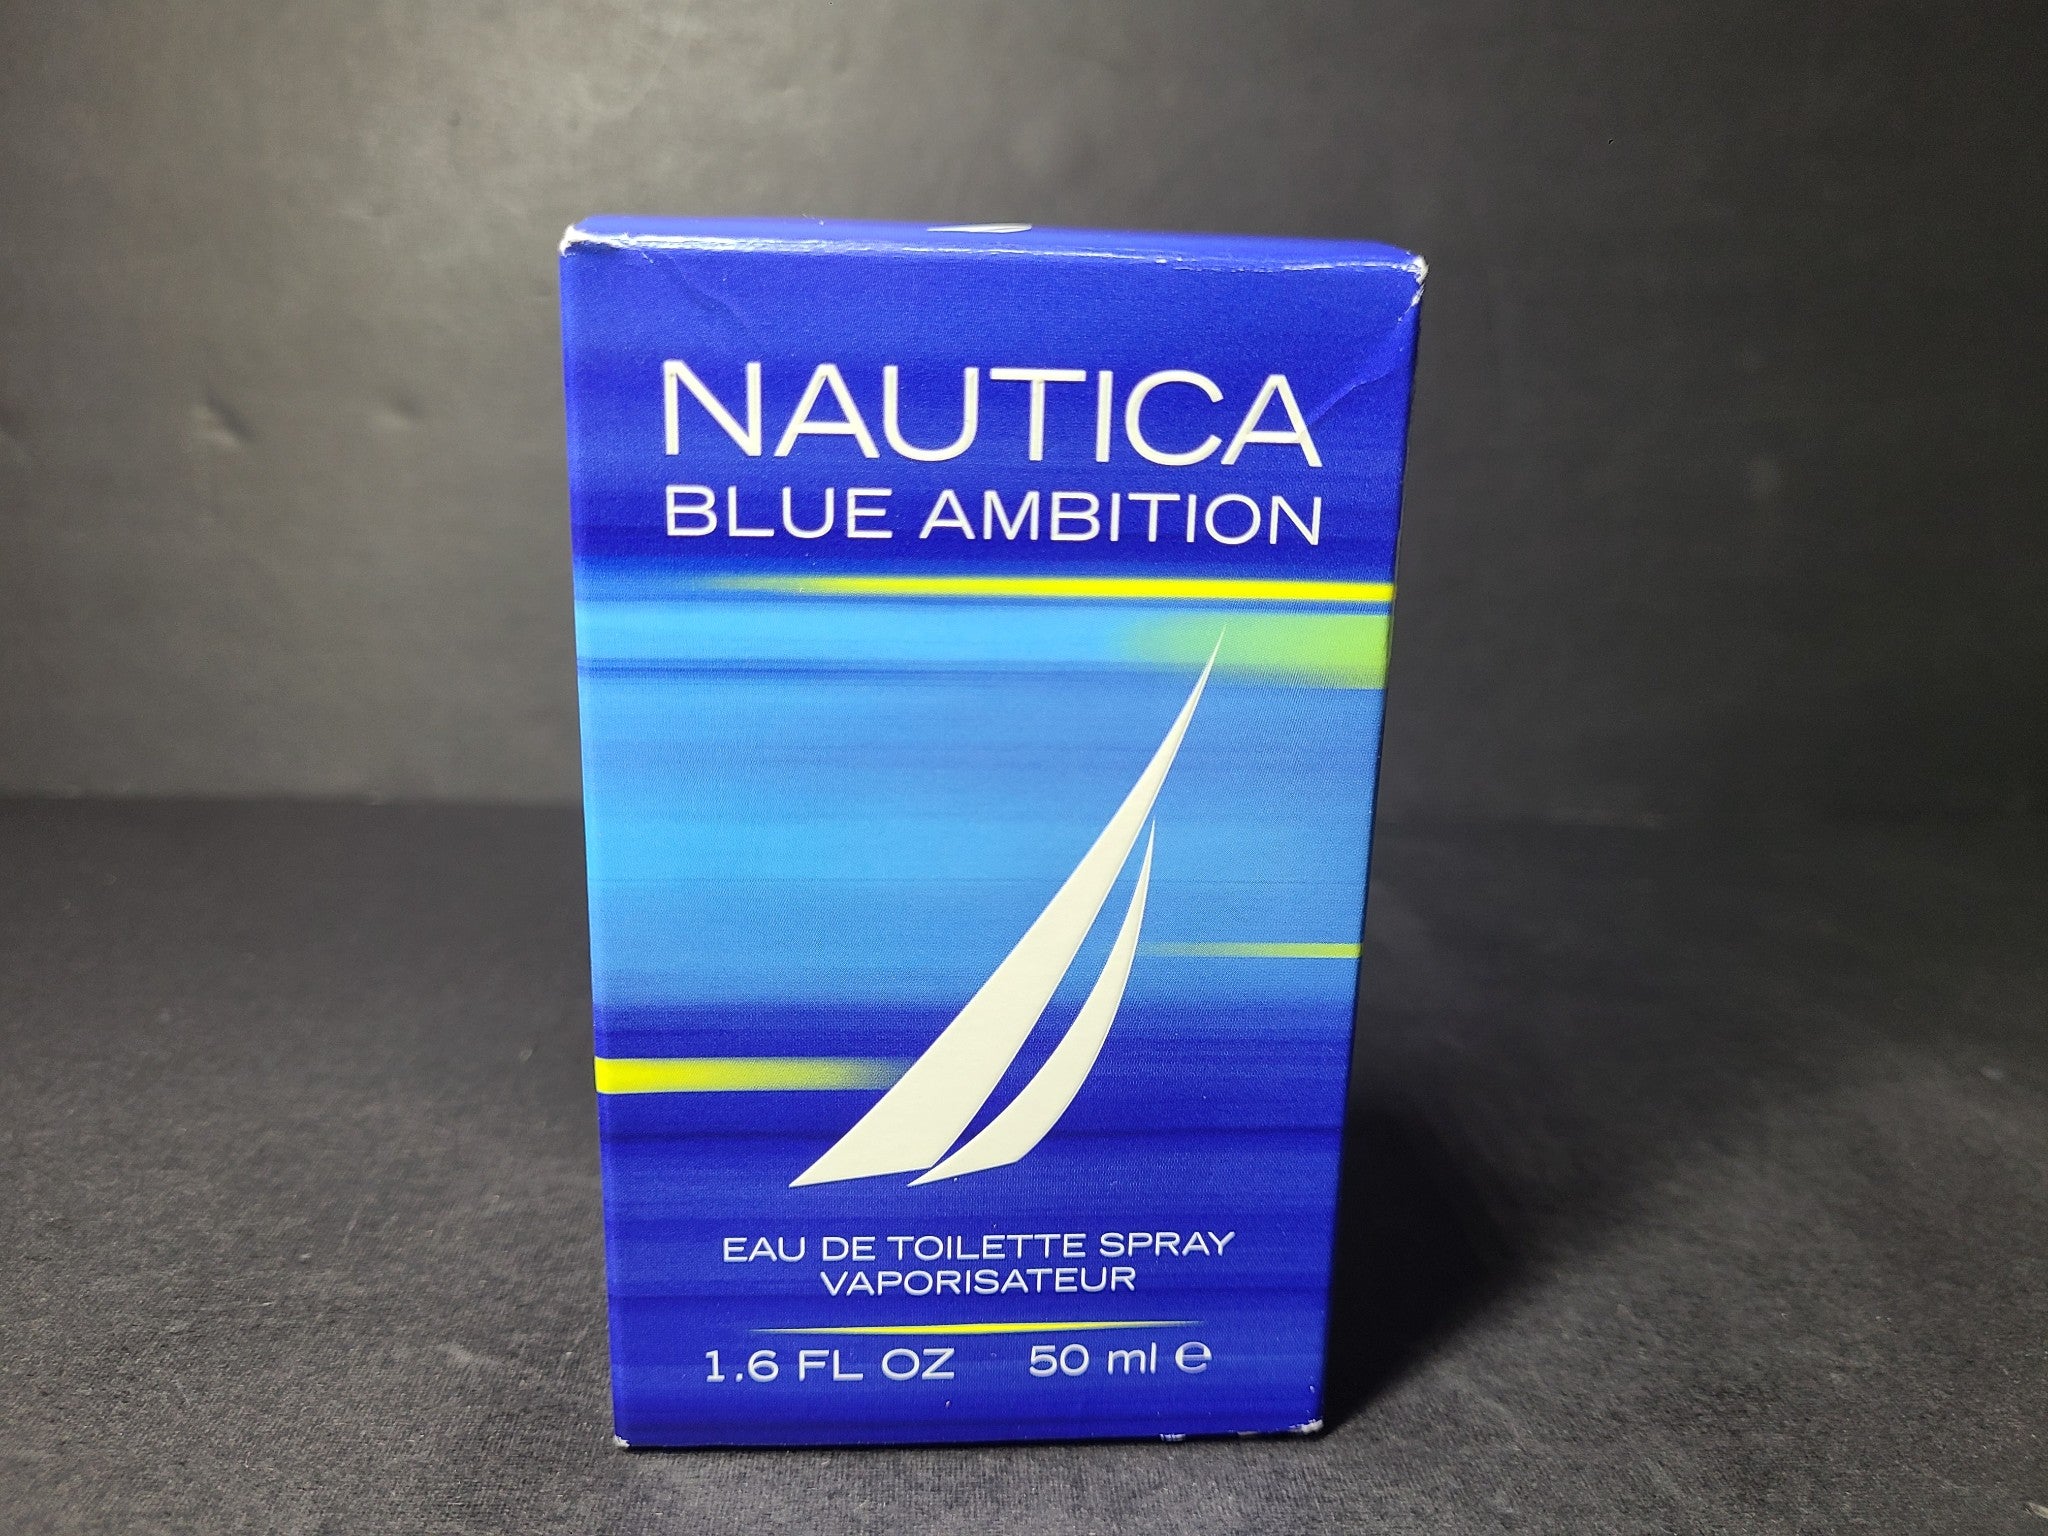 NAUTICA
BLUE AMBITION
EAU DE TOILETTE SPRAY
VAPORISATEUR
1.6 FL OZ 50 ml ℮